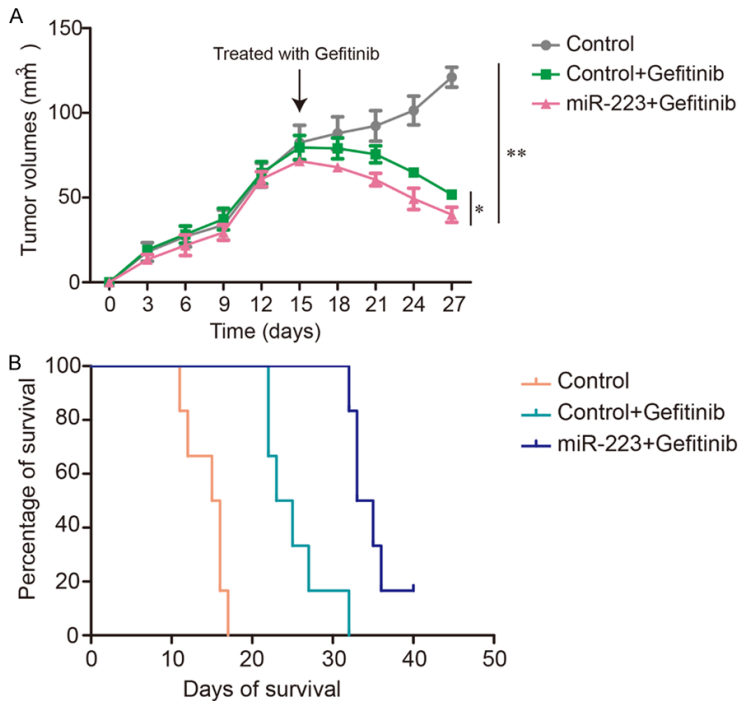 A
Tumor volumes (mm3)
150
100
50
0
Treated with Gefitinib
Control
Control+Gefitinib
miR-223+Gefitinib
**
*
0 3 6 9 12 15 18 21 24 27
Time (days)
B
Percentage of survival
100
80
60
40
20
0
Control
Control+Gefitinib
miR-223+Gefitinib
0 10 20 30 40 50
Days of survival